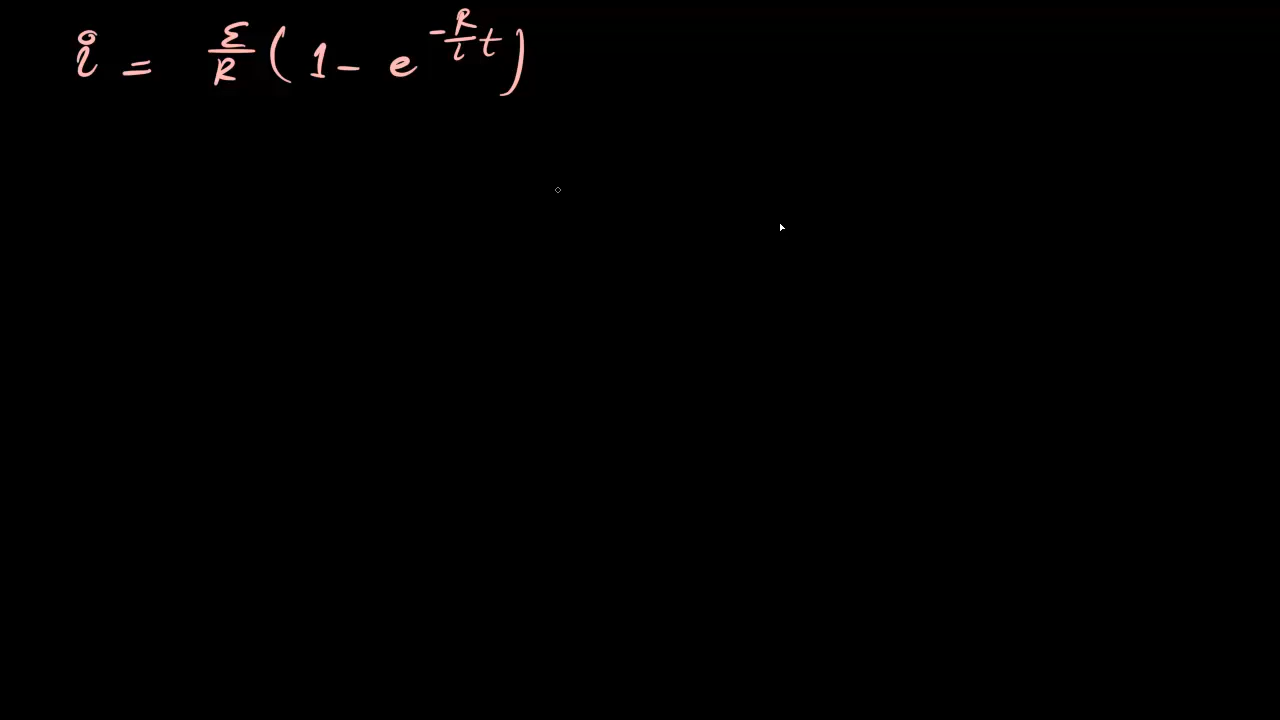 i = ε/R ( 1 - e^{-R/L t} )